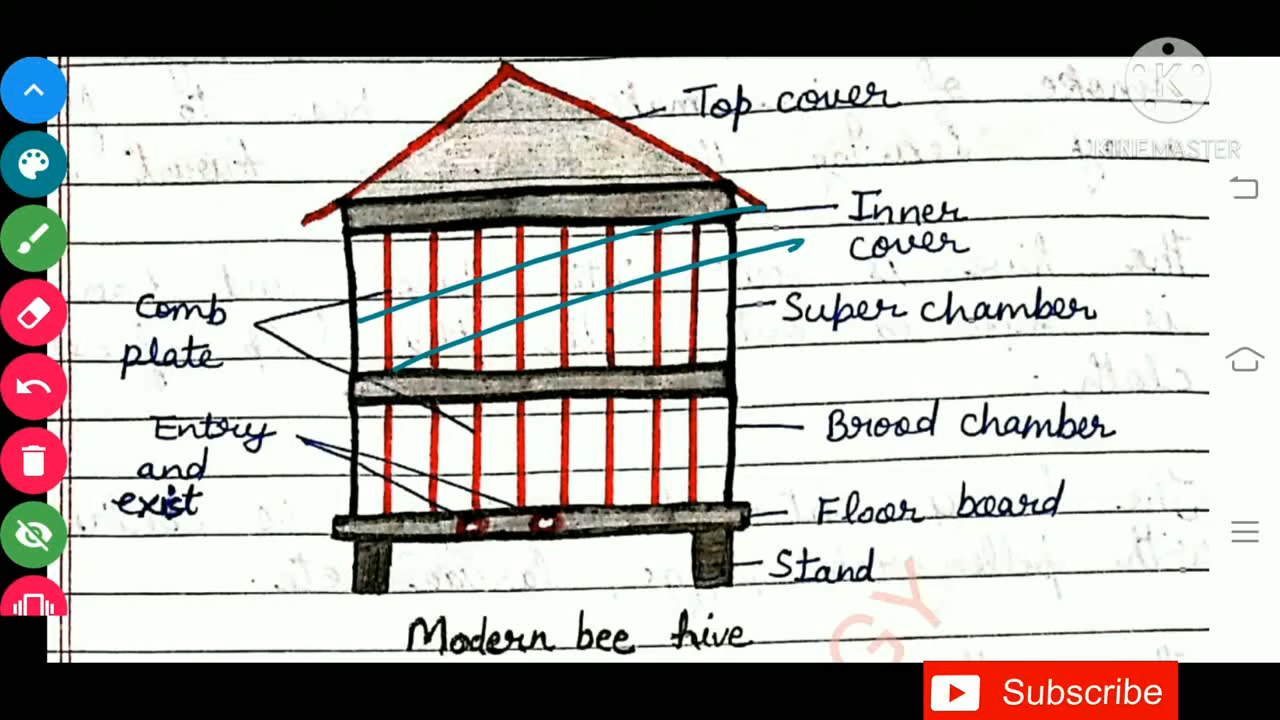 Top cover
KINEMASTER
Inner
cover
Comb
plate
Super chamber
Entry
and
exist
Brood chamber
Floor board
Stand
Modern bee hive
GY
Subscribe